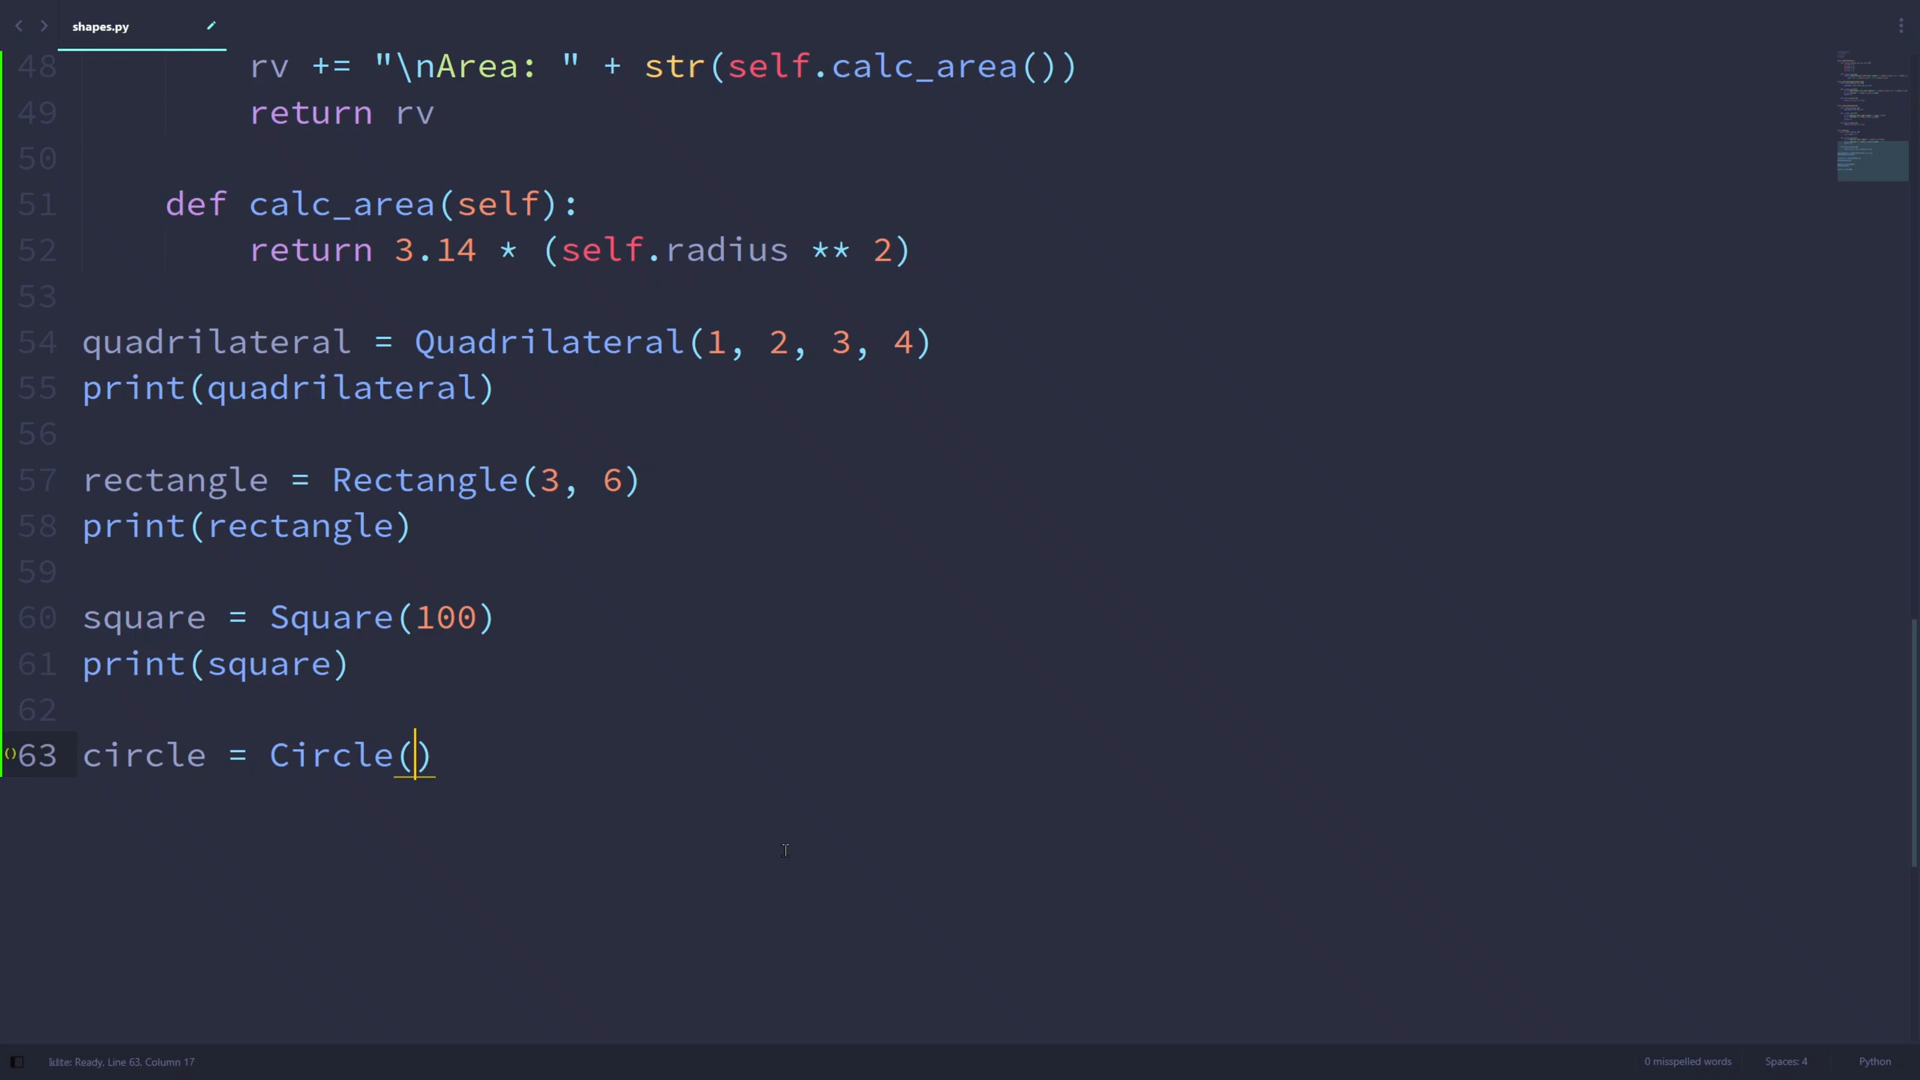 shapes.py
48 rv += "\nArea: " + str(self.calc_area())
49 return rv
50
51 def calc_area(self):
52 return 3.14 * (self.radius ** 2)
53
54 quadrilateral = Quadrilateral(1, 2, 3, 4)
55 print(quadrilateral)
56
57 rectangle = Rectangle(3, 6)
58 print(rectangle)
59
60 square = Square(100)
61 print(square)
62
63 circle = Circle()
Ready, Line 63, Column 17
0 misspelled words
Spaces: 4
Python